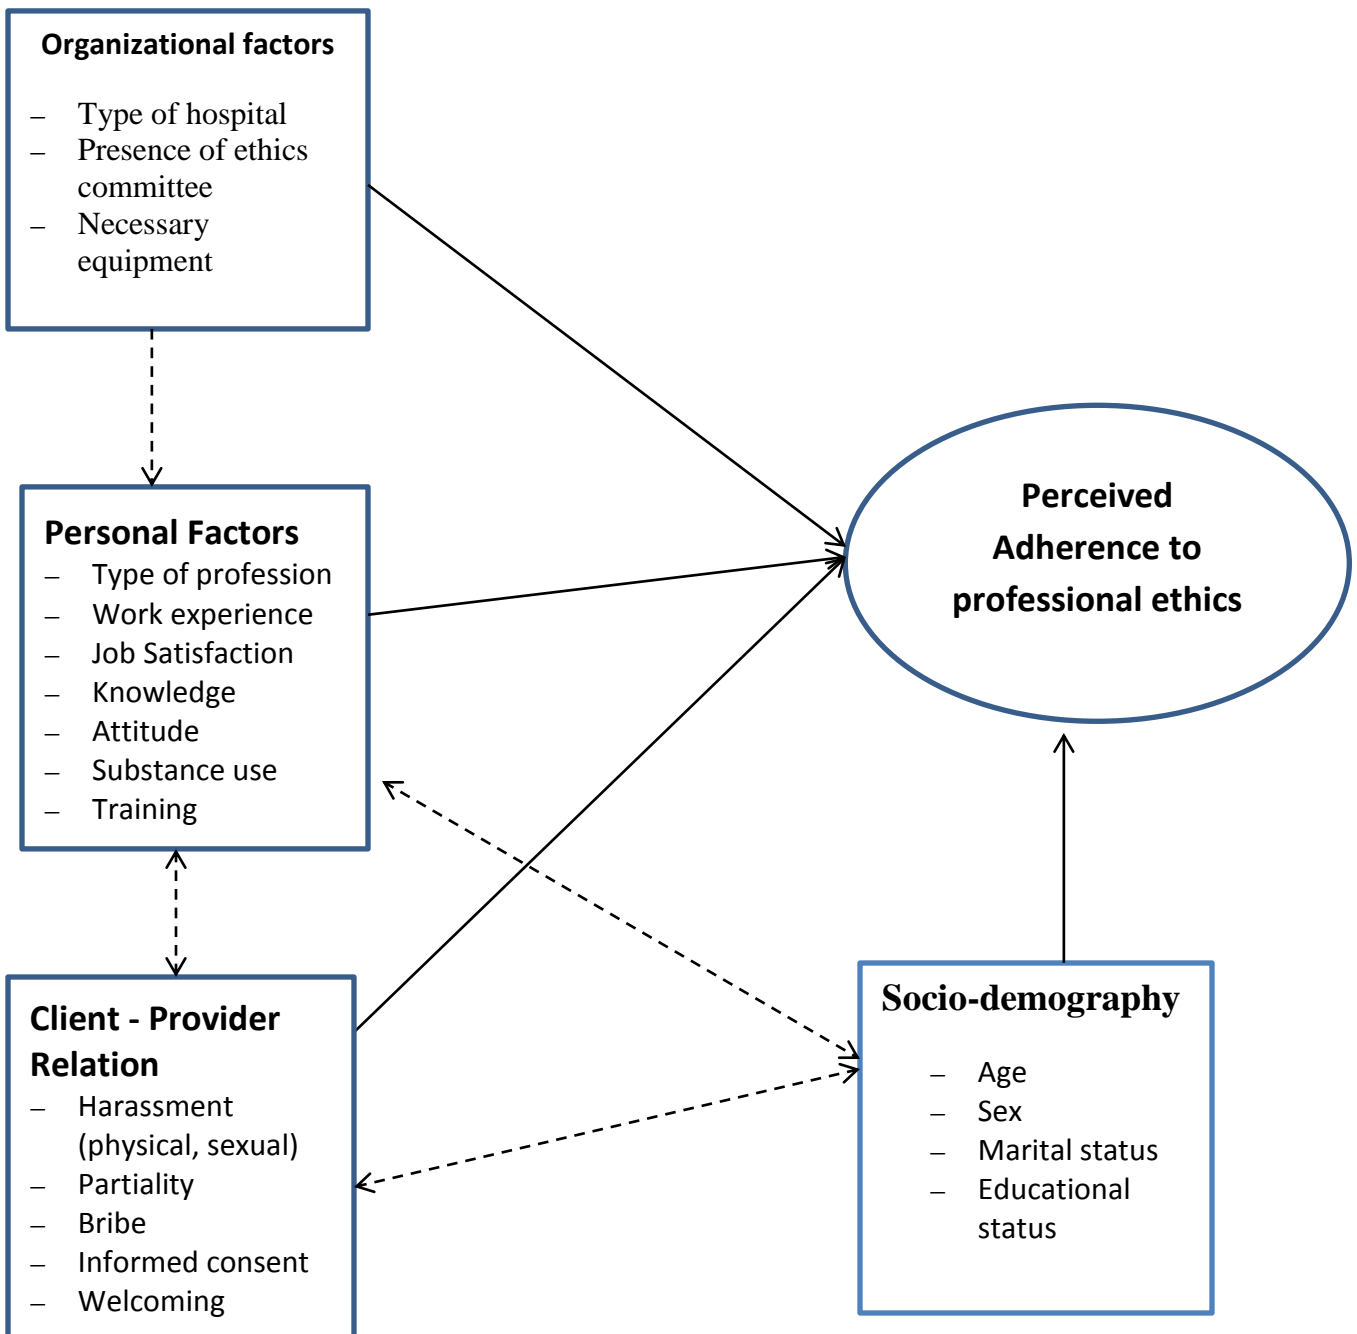 Organizational factors
– Type of hospital
– Presence of ethics
committee
– Necessary
equipment
Personal Factors
– Type of profession
– Work experience
– Job Satisfaction
– Knowledge
– Attitude
– Substance use
– Training
Client - Provider
Relation
– Harassment
(physical, sexual)
– Partiality
– Bribe
– Informed consent
– Welcoming
Perceived
Adherence to
professional ethics
Socio-demography
– Age
– Sex
– Marital status
– Educational
status